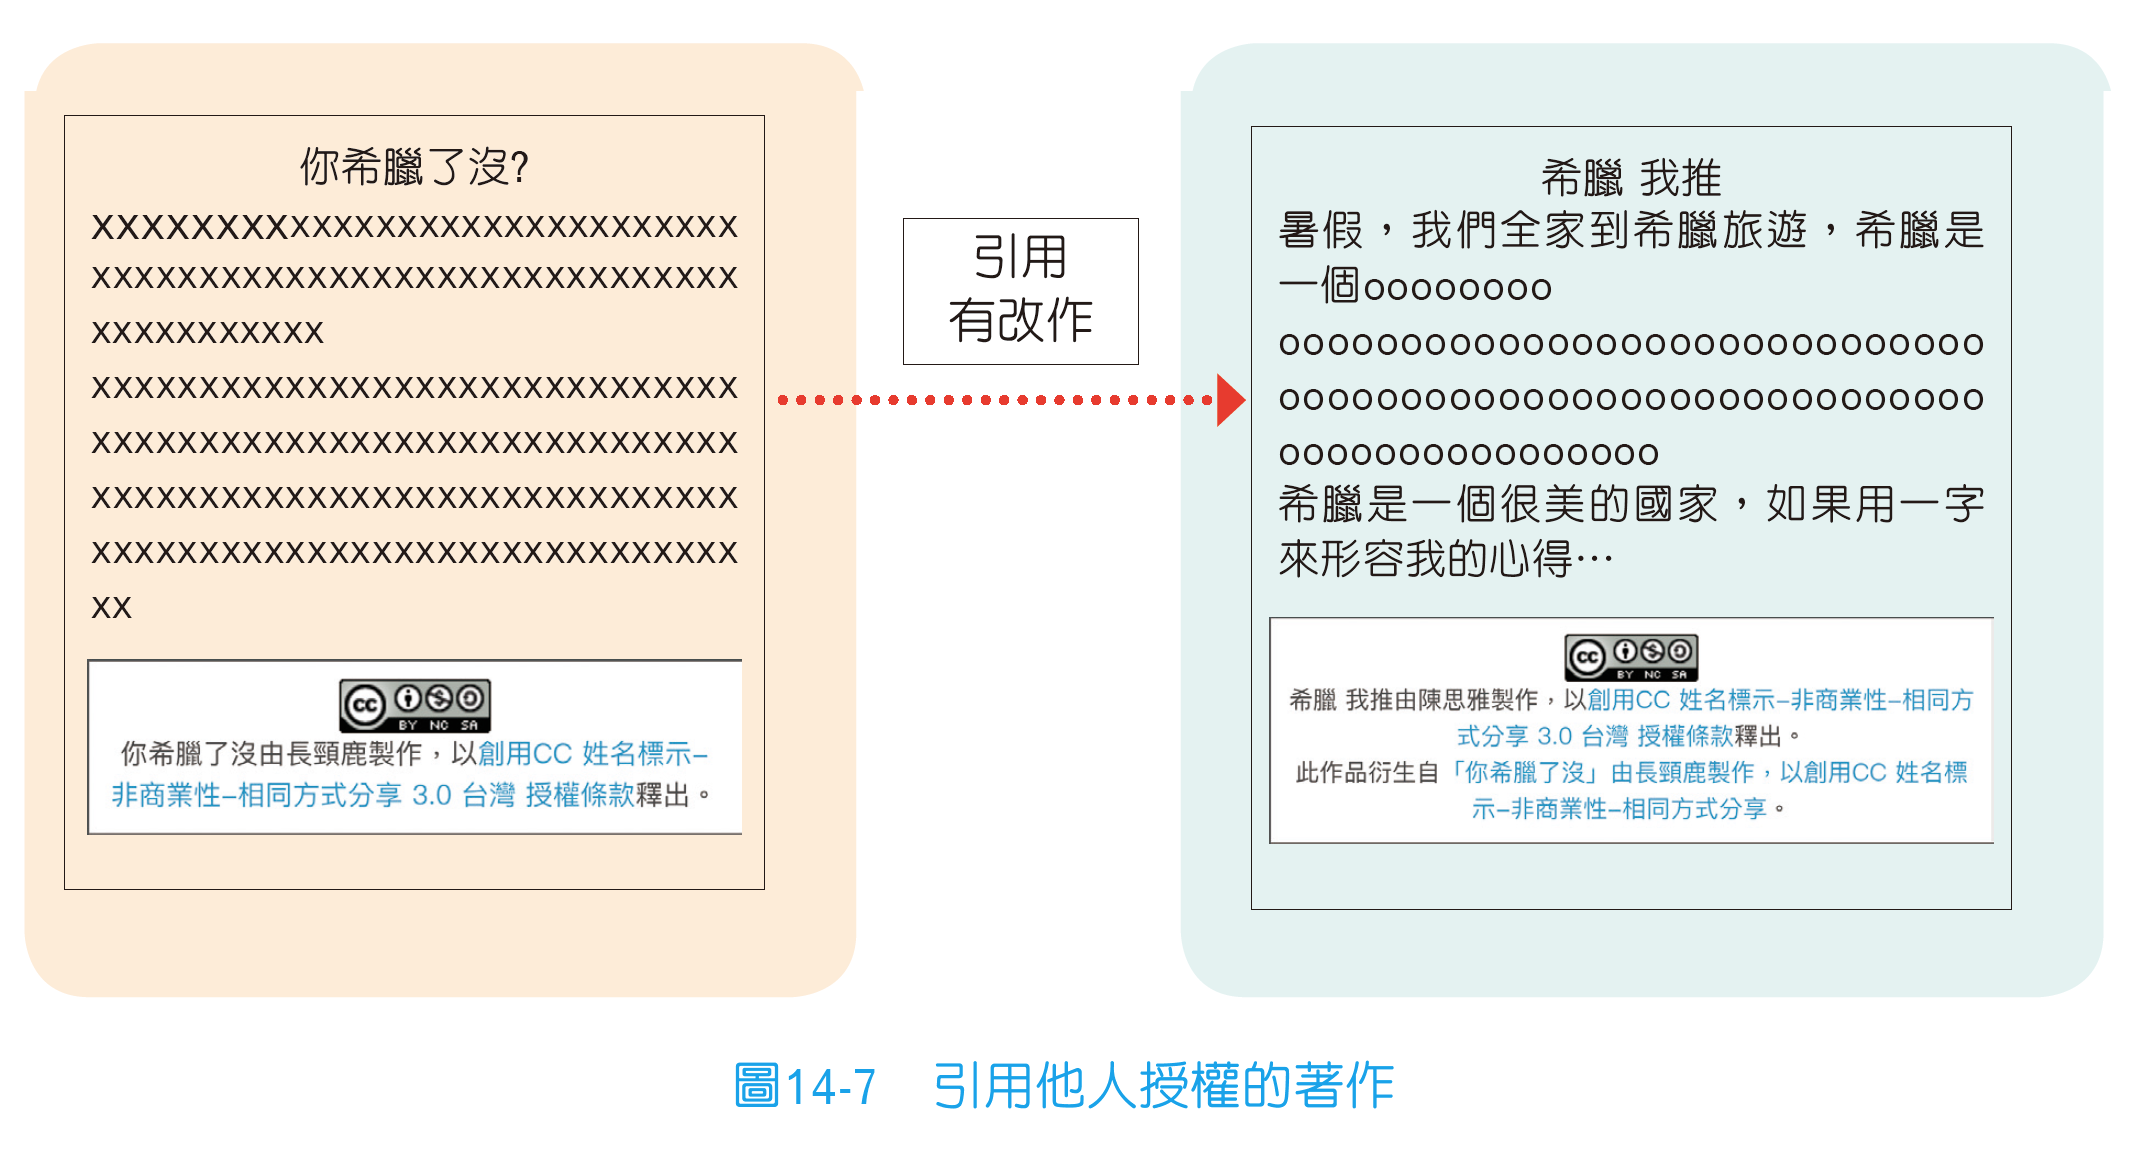 你希臘了沒?
xxxxxxxxxxxxxxxxxxxxxxxxxxxxx
xxxxxxxxxxxxxxxxxxxxxxxxxxxxxx
xxxxxxxxxxx
xxxxxxxxxxxxxxxxxxxxxxxxxxxxxx
xxxxxxxxxxxxxxxxxxxxxxxxxxxxxx
xxxxxxxxxxxxxxxxxxxxxxxxxxxxxx
xxxxxxxxxxxxxxxxxxxxxxxxxxxxxx
xx
cc BY NC SA
你希臘了沒由長頸鹿製作，以創用CC 姓名標示-
非商業性-相同方式分享 3.0 台灣 授權條款釋出。
引用
有改作
希臘 我推
暑假，我們全家到希臘旅遊，希臘是
一個oooooooo
ooooooooooooooooooooooooooooo
ooooooooooooooooooooooooooooo
oooooooooooooooo
希臘是一個很美的國家，如果用一字
來形容我的心得…
cc BY NC SA
希臘 我推由陳思雅製作，以創用CC 姓名標示-非商業性-相同方
式分享 3.0 台灣 授權條款釋出。
此作品衍生自「你希臘了沒」由長頸鹿製作，以創用CC 姓名標
示-非商業性-相同方式分享。
圖14-7 引用他人授權的著作